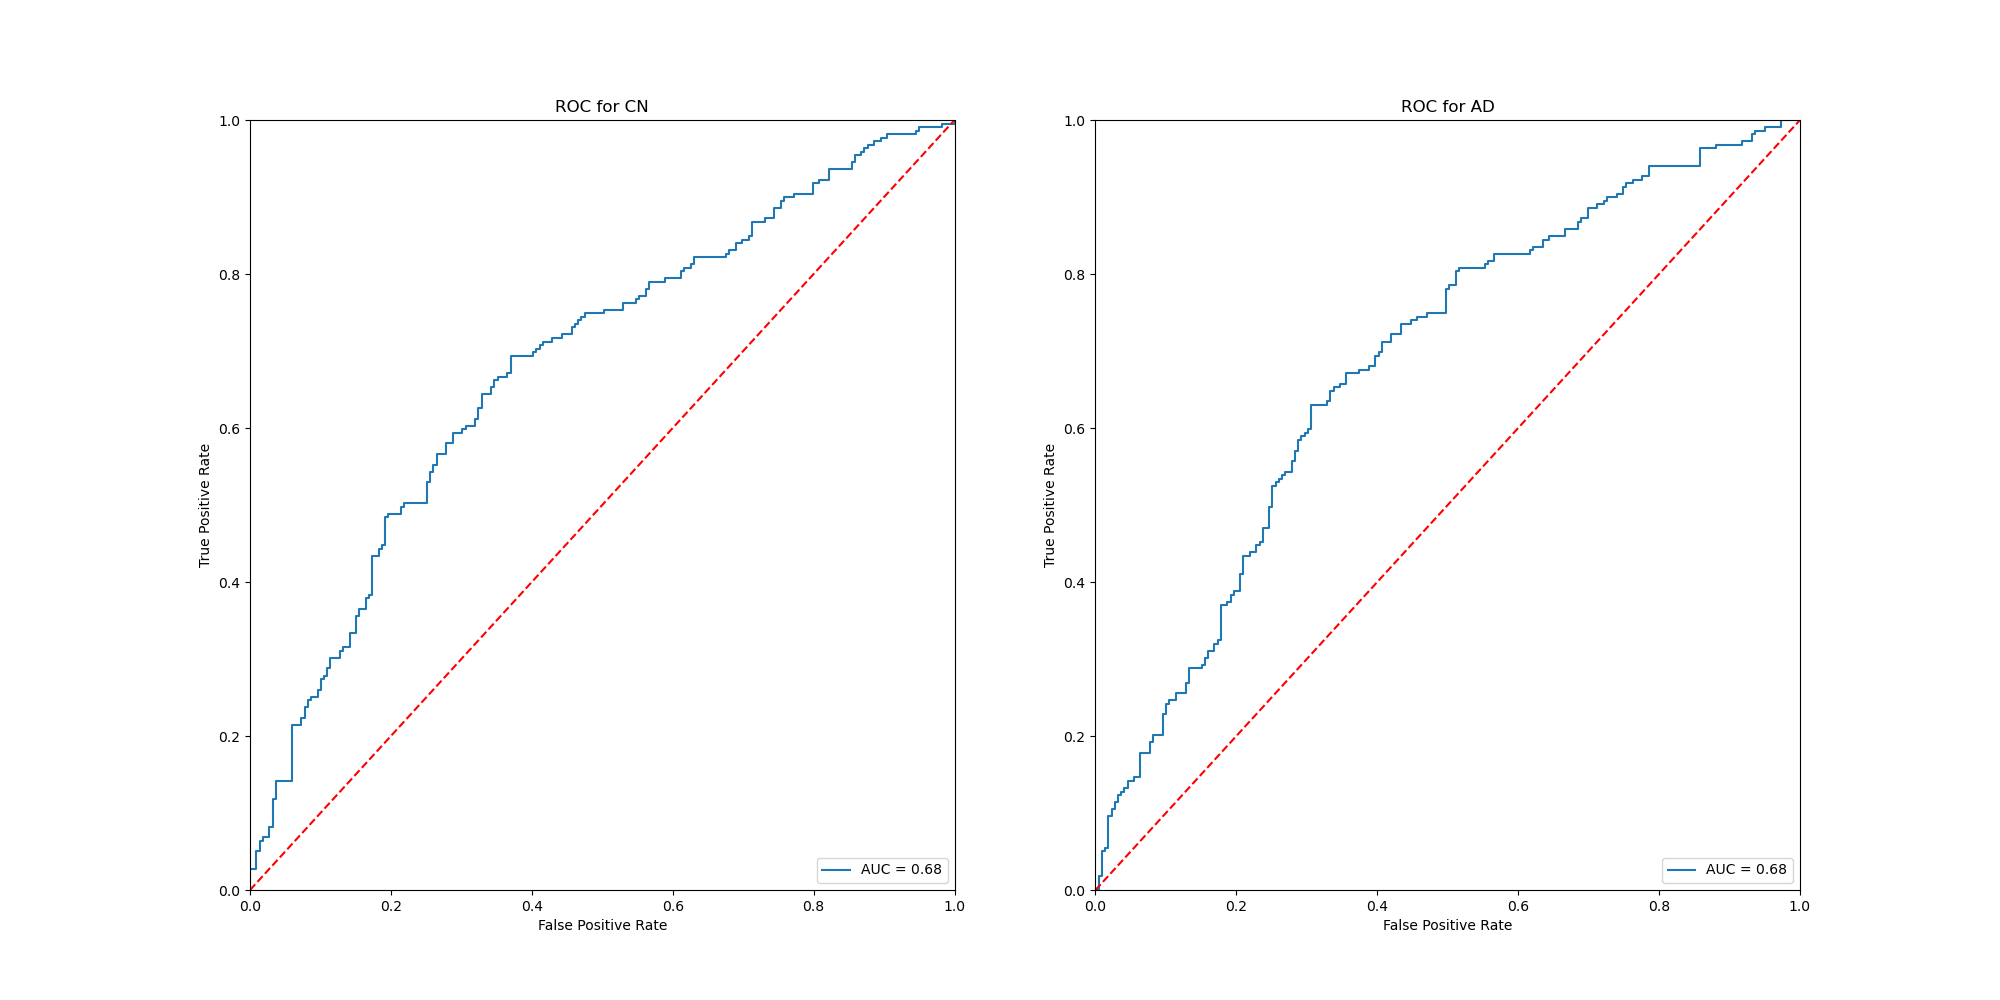 ROC for CN
1.0
0.8
0.6
0.4
0.2
0.0
True Positive Rate
0.0 0.2 0.4 0.6 0.8 1.0
False Positive Rate
AUC = 0.68
ROC for AD
1.0
0.8
0.6
0.4
0.2
0.0
True Positive Rate
0.0 0.2 0.4 0.6 0.8 1.0
False Positive Rate
AUC = 0.68